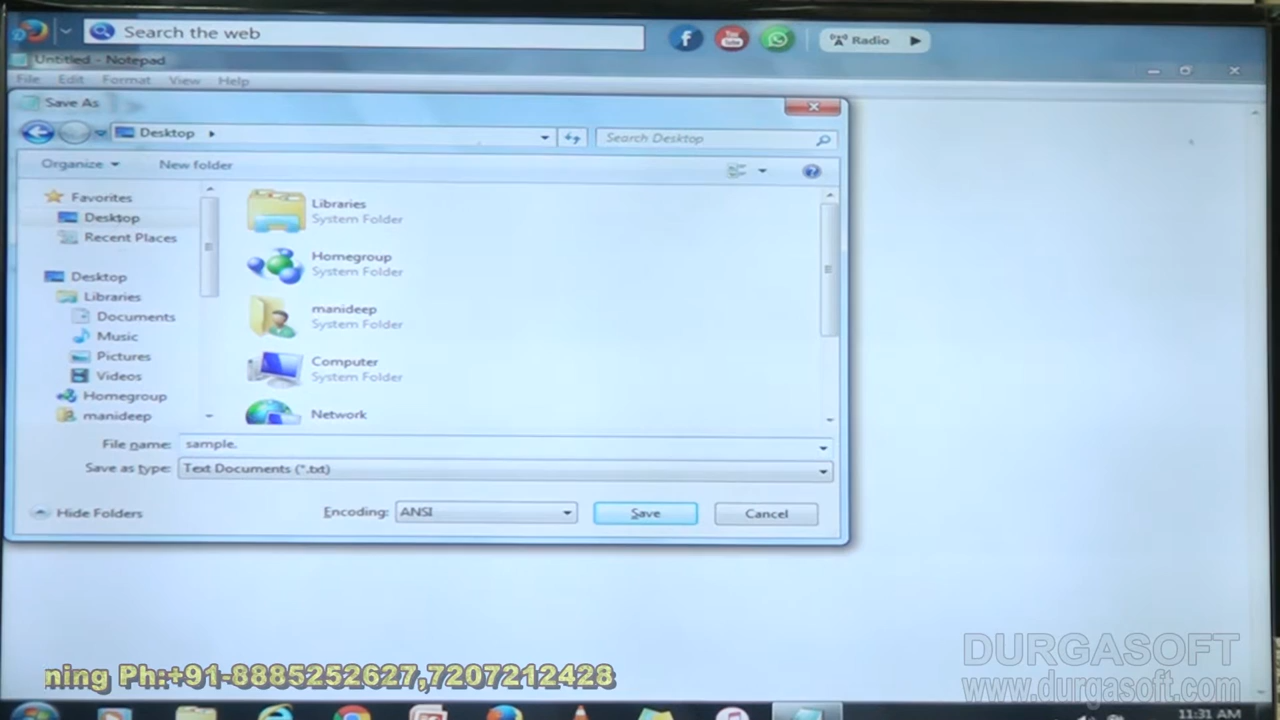 Search the web
f
You Tube
Radio
Untitled - Notepad
File Edit Format View Help
Save As
Desktop
Search Desktop
Organize
New folder
Favorites
Desktop
Recent Places
Desktop
Libraries
Documents
Music
Pictures
Videos
Homegroup
manideep
Libraries
System Folder
Homegroup
System Folder
manideep
System Folder
Computer
System Folder
Network
File name: sample.
Save as type: Text Documents (*.txt)
Hide Folders
Encoding: ANSI
Save
Cancel
ning Ph:+91-8885252627,7207212428
DURGASOFT
www.durgasoft.com
11:31 AM